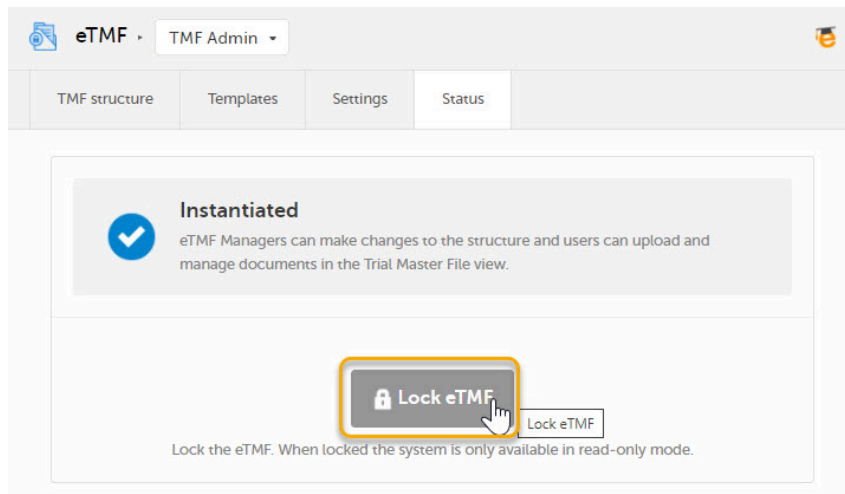 eTMF
TMF Admin
e
TMF structure
Templates
Settings
Status
Instantiated
eTMF Managers can make changes to the structure and users can upload and
manage documents in the Trial Master File view.
Lock eTMF
Lock eTMF
Lock the eTMF. When locked the system is only available in read-only mode.